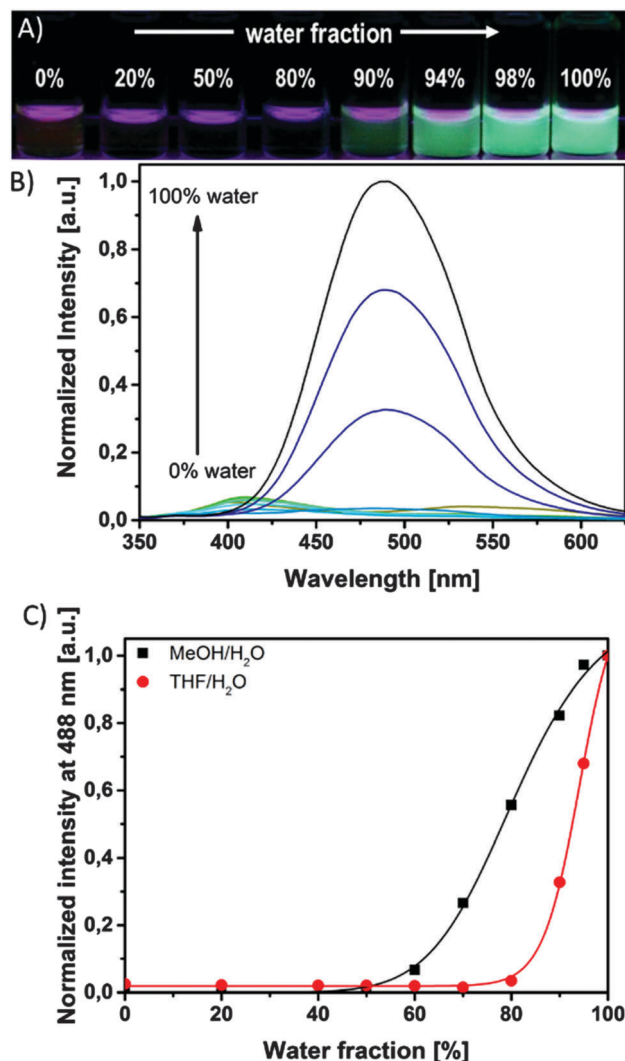 A)
water fraction
0% 20% 50% 80% 90% 94% 98% 100%
B)
100% water
0% water
Normalized Intensity [a.u.]
1,0
0,8
0,6
0,4
0,2
0,0
350 400 450 500 550 600
Wavelength [nm]
C)
MeOH/H₂O
THF/H₂O
Normalized intensity at 488 nm [a.u.]
1,0
0,8
0,6
0,4
0,2
0,0
0 20 40 60 80 100
Water fraction [%]